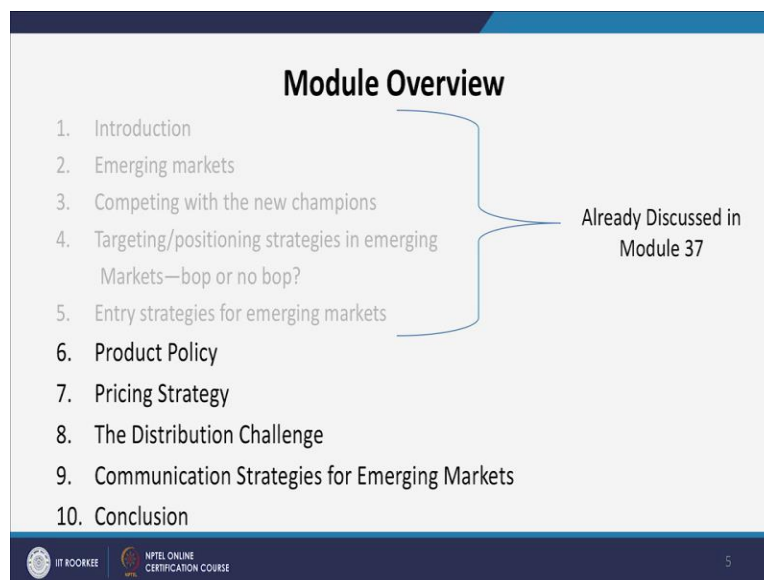 Module Overview
1. Introduction
2. Emerging markets
3. Competing with the new champions
4. Targeting/positioning strategies in emerging
Markets—bop or no bop?
5. Entry strategies for emerging markets
Already Discussed in
Module 37
6. Product Policy
7. Pricing Strategy
8. The Distribution Challenge
9. Communication Strategies for Emerging Markets
10. Conclusion
IIT ROORKEE
NPTEL ONLINE
CERTIFICATION COURSE
5